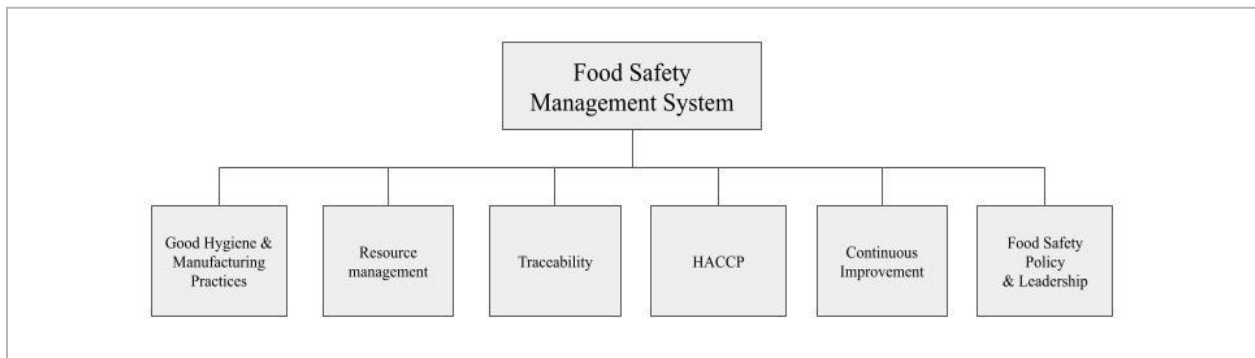 Food Safety
Management System
Good Hygiene &
Manufacturing
Practices
Resource
management
Traceability
HACCP
Continuous
Improvement
Food Safety
Policy
& Leadership